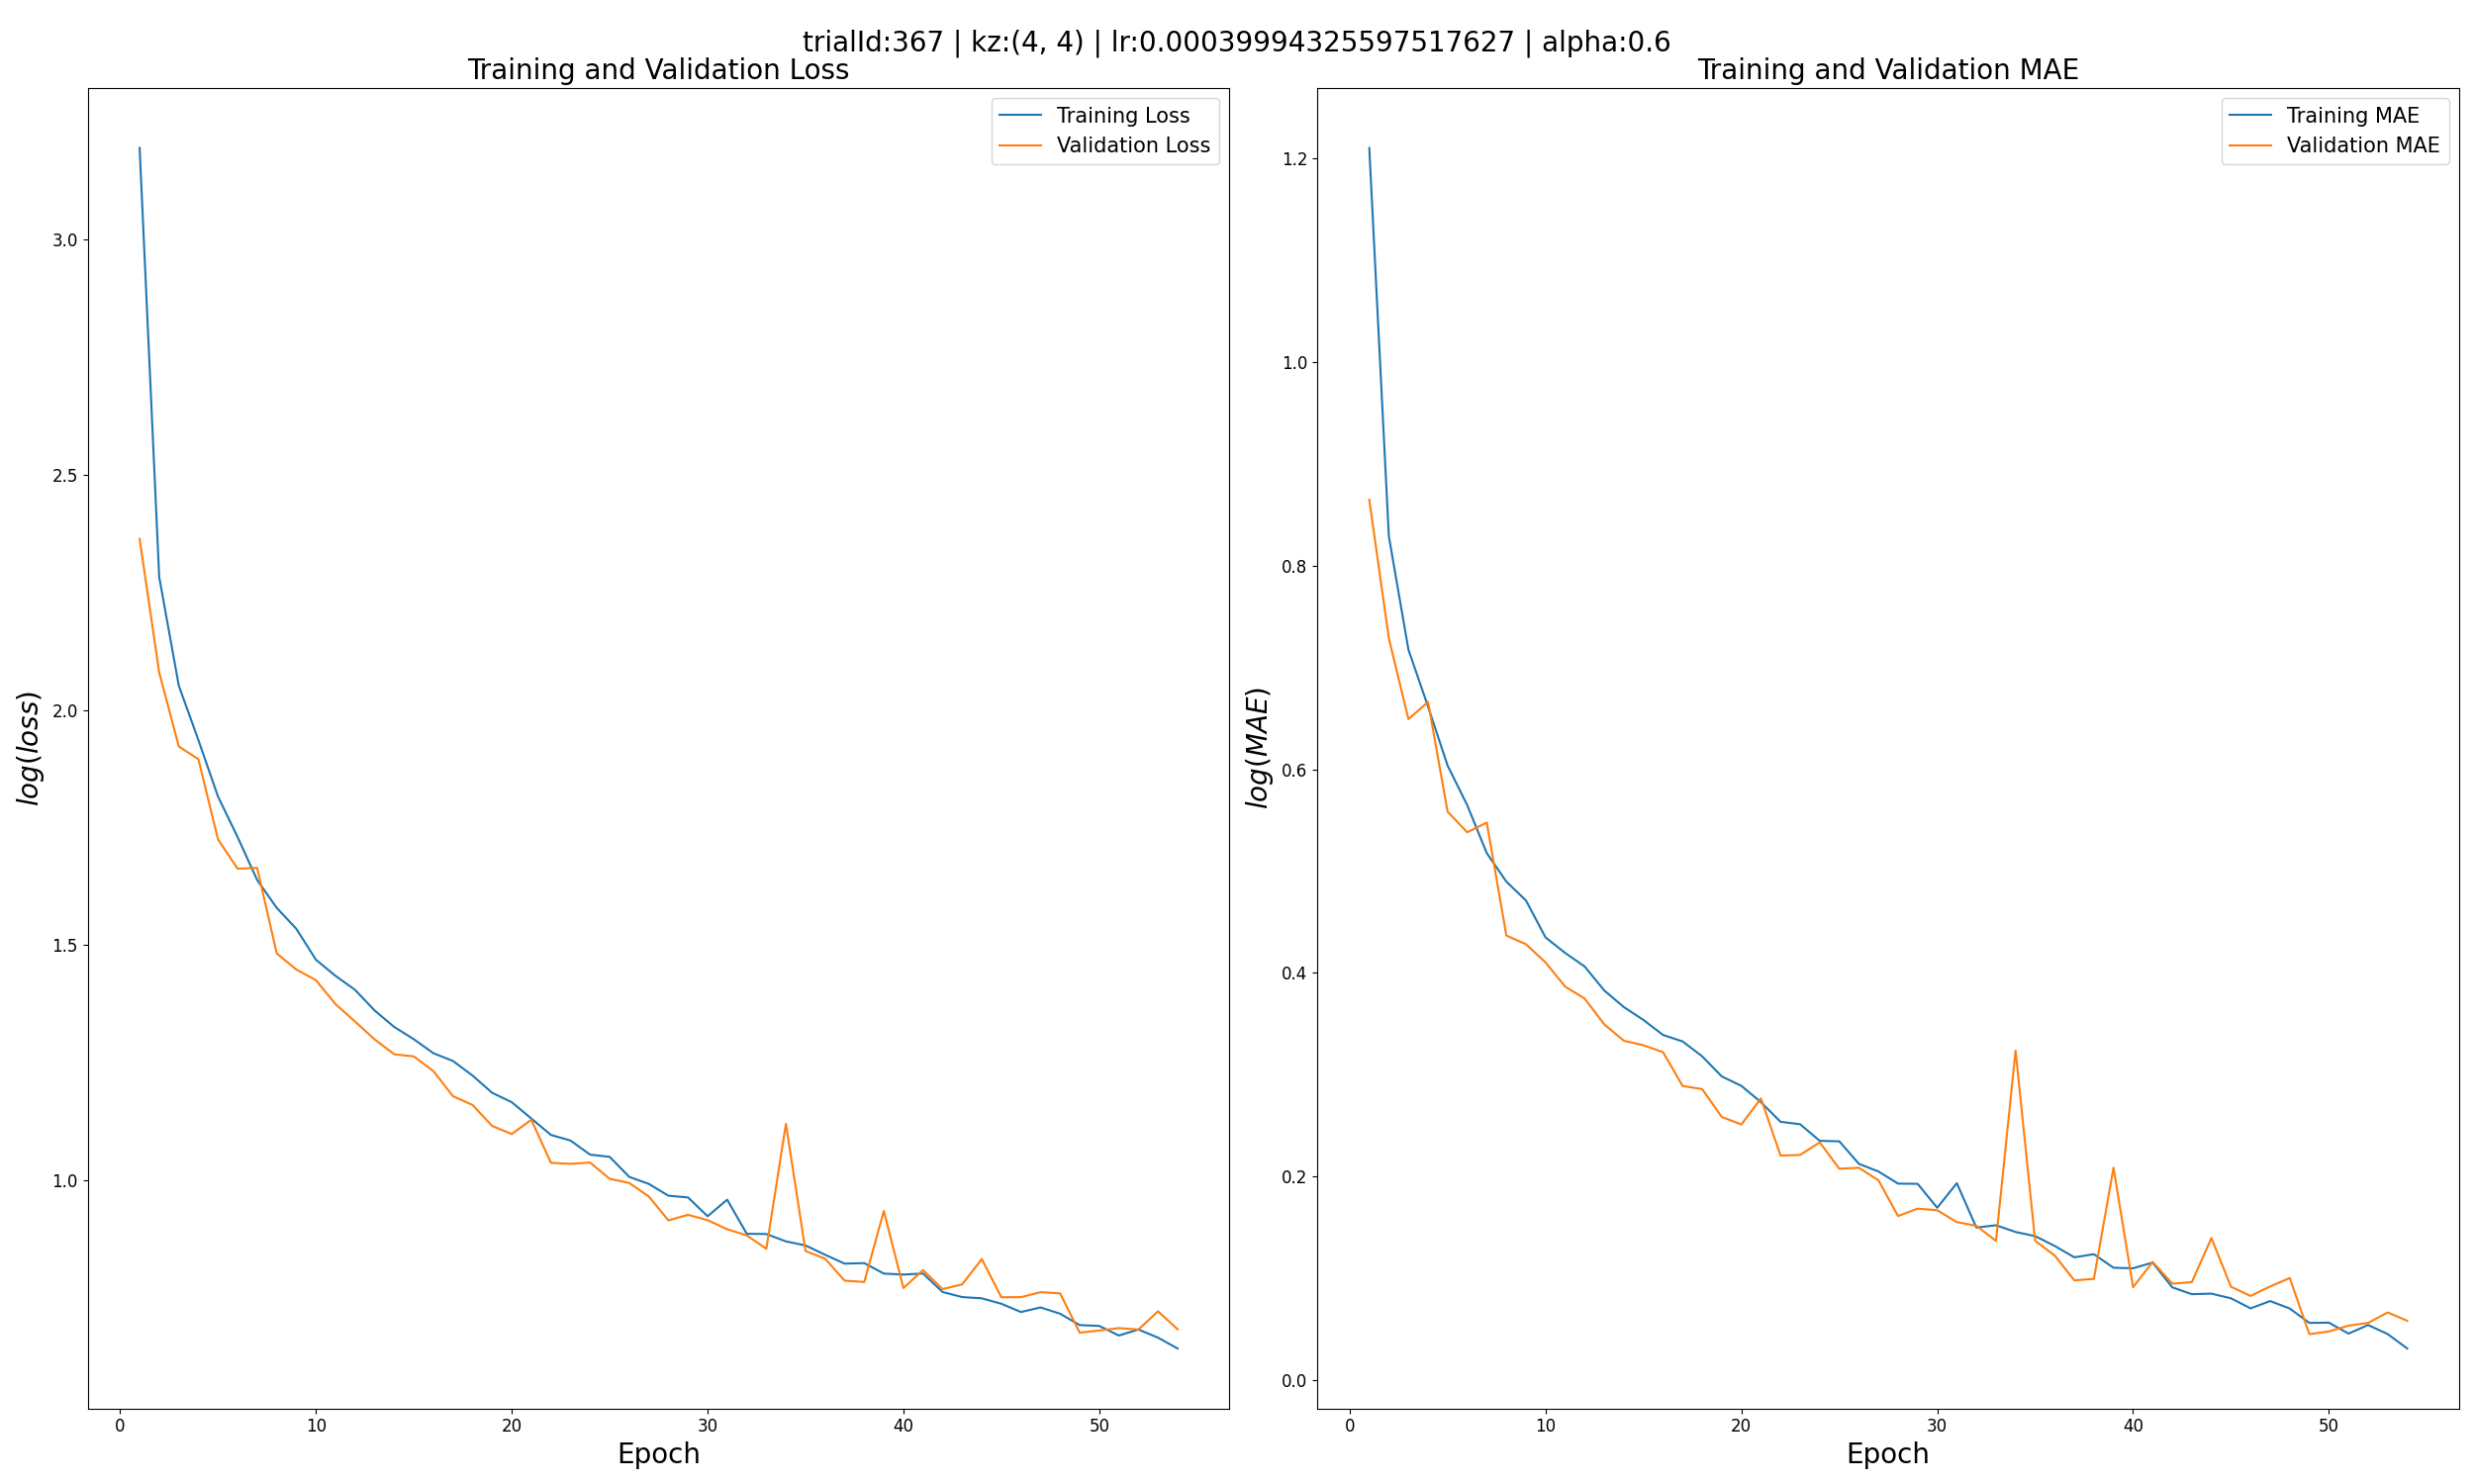 trialId:367 | kz:(4, 4) | lr:0.00039994325597517627 | alpha:0.6
Training and Validation Loss
Training Loss
Validation Loss
log(loss)
3.0
2.5
2.0
1.5
1.0
0
10
20
30
40
50
Epoch
Training and Validation MAE
Training MAE
Validation MAE
log(MAE)
1.2
1.0
0.8
0.6
0.4
0.2
0.0
0
10
20
30
40
50
Epoch